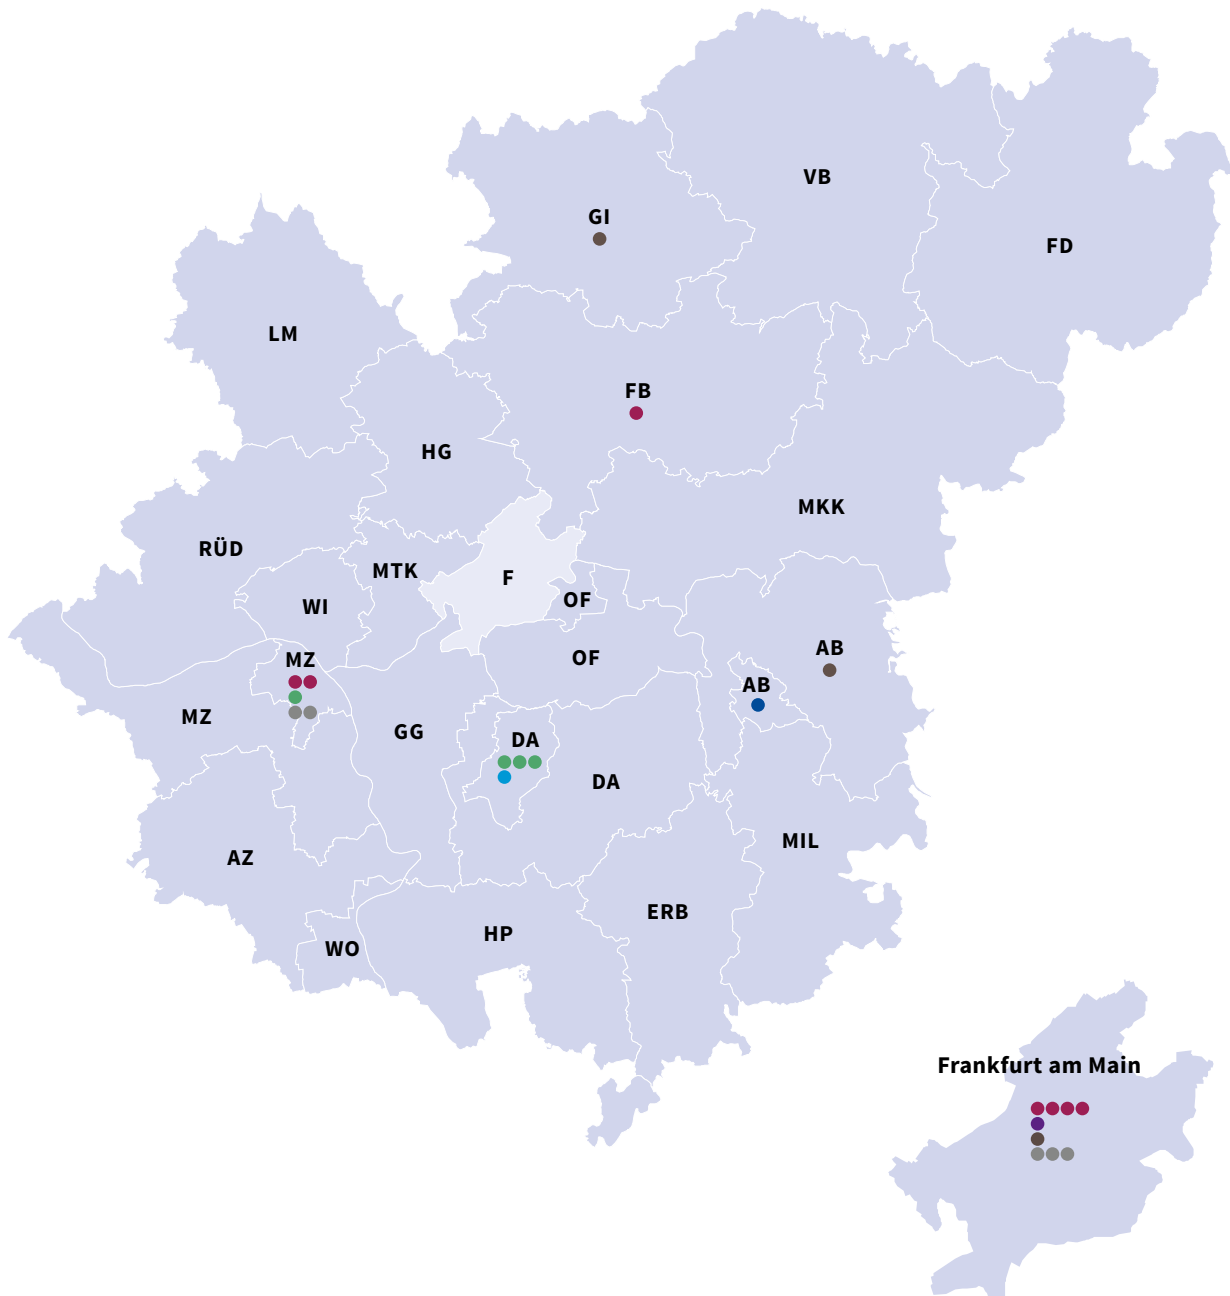 VB
GI
FD
LM
FB
HG
MKK
RÜD
MTK
F
OF
WI
AB
OF
MZ
AB
MZ
GG
DA
DA
MIL
AZ
ERB
HP
WO
Frankfurt am Main